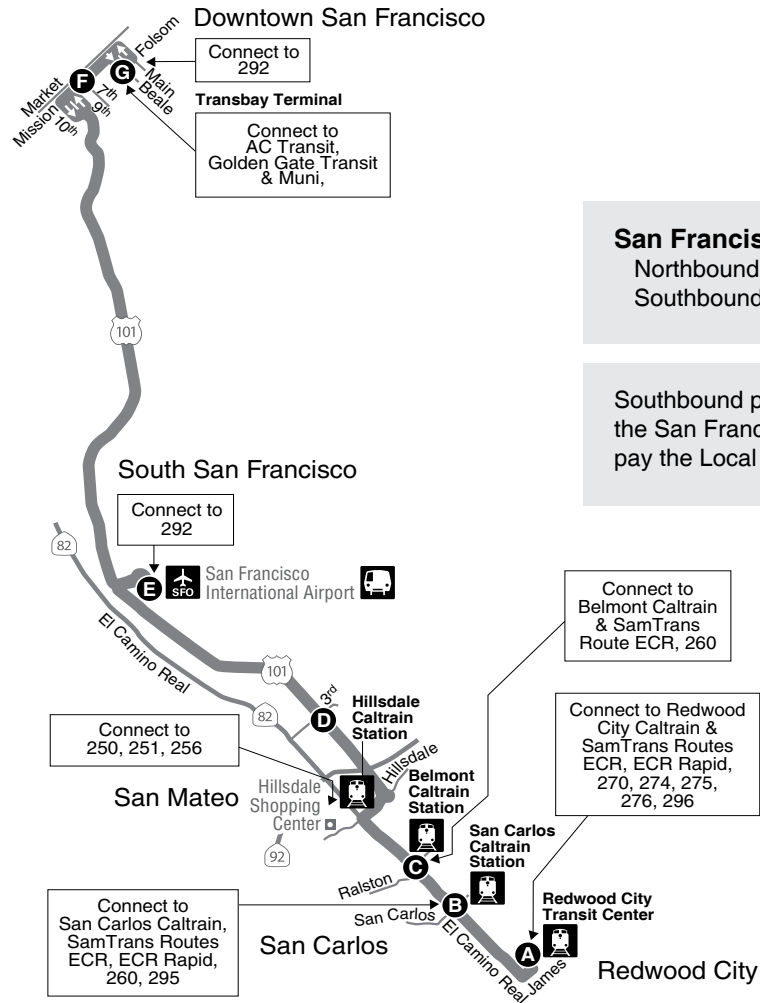 Downtown San Francisco
Folsom
Main
Beale
Connect to
292
F
G
Market
Mission
7th
9th
10th
Transbay Terminal
Connect to
AC Transit,
Golden Gate Transit
& Muni,
San Francis
Northbound
Southbound
101
Southbound p
the San Franc
pay the Local
South San Francisco
Connect to
292
82
E
SFO
San Francisco
International Airport
El Camino Real
101
Connect to
Belmont Caltrain
& SamTrans
Route ECR, 260
3rd
82
D
Hillsdale
Caltrain
Station
Connect to
250, 251, 256
Connect to Redwood
City Caltrain &
SamTrans Routes
ECR, ECR Rapid,
270, 274, 275,
276, 296
Hillsdale
San Mateo
Hillsdale
Shopping
Center
92
Belmont
Caltrain
Station
San Carlos
Caltrain
Station
C
Ralston
B
San Carlos
Connect to
San Carlos Caltrain,
SamTrans Routes
ECR, ECR Rapid,
260, 295
San Carlos
El Camino Real
Redwood City
Transit Center
A
James
Redwood City